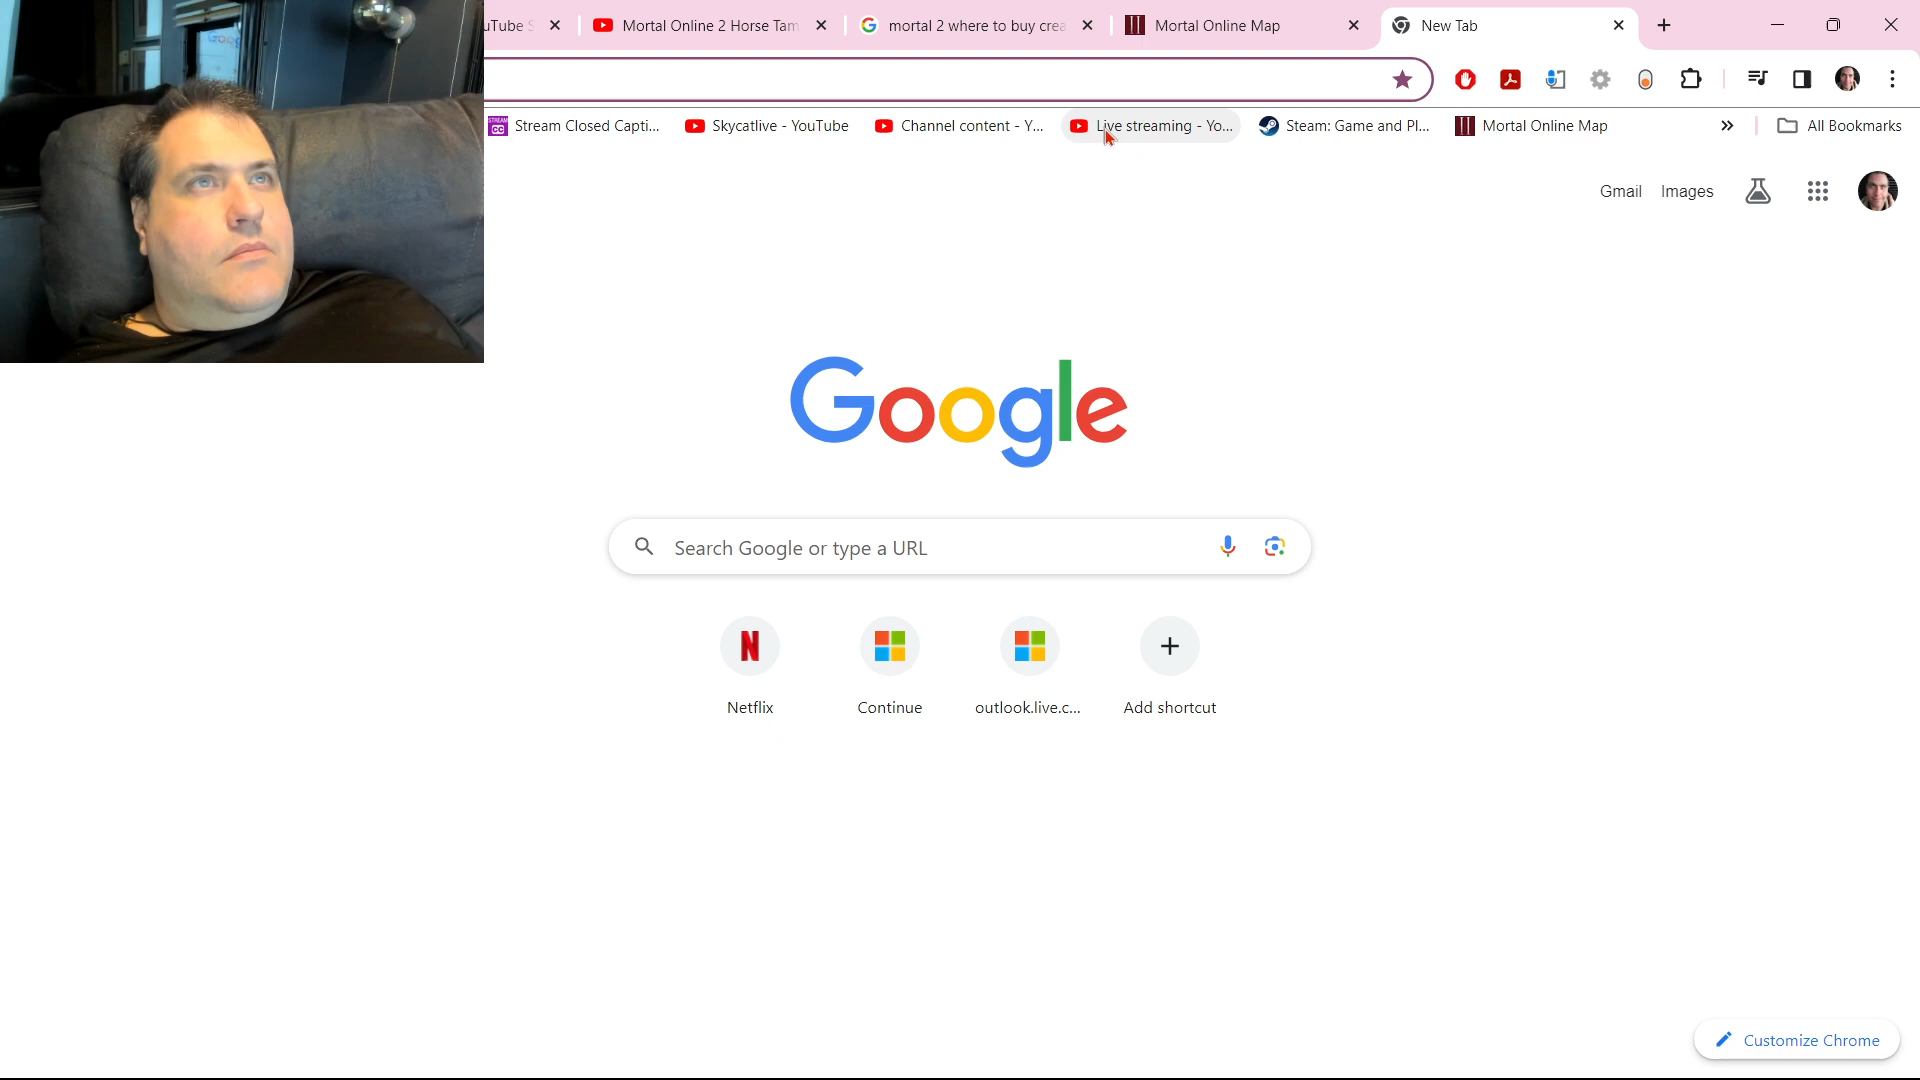 uTube S
Mortal Online 2 Horse Tam
mortal 2 where to buy crea
Mortal Online Map
New Tab
STREAM CC
Stream Closed Capti...
Skycatlive - YouTube
Channel content - Y...
Live streaming - Yo...
Steam: Game and Pl...
Mortal Online Map
All Bookmarks
Gmail
Images
Google
Search Google or type a URL
Netflix
Continue
outlook.live.c...
Add shortcut
Customize Chrome